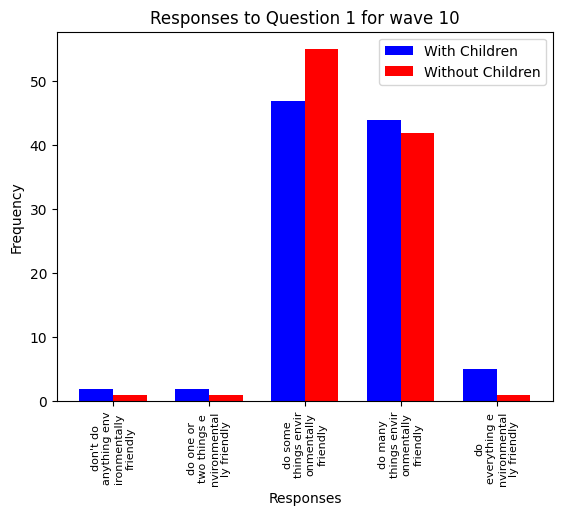 Responses to Question 1 for wave 10
With Children
Without Children
Frequency
50
40
30
20
10
0
don't do
anything env
ironmentally
friendly
do one or
two things e
nvironmental
ly friendly
do some
things envir
onmentally
friendly
do many
things envir
onmentally
friendly
do
everything e
nvironmental
ly friendly
Responses